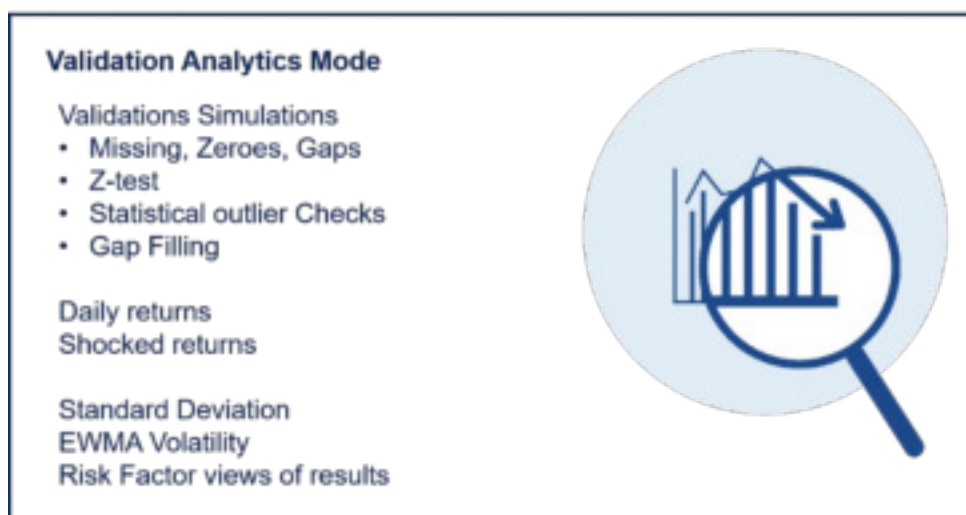 Validation Analytics Mode
Validations Simulations
• Missing, Zeroes, Gaps
• Z-test
• Statistical outlier Checks
• Gap Filling
Daily returns
Shocked returns
Standard Deviation
EWMA Volatility
Risk Factor views of results